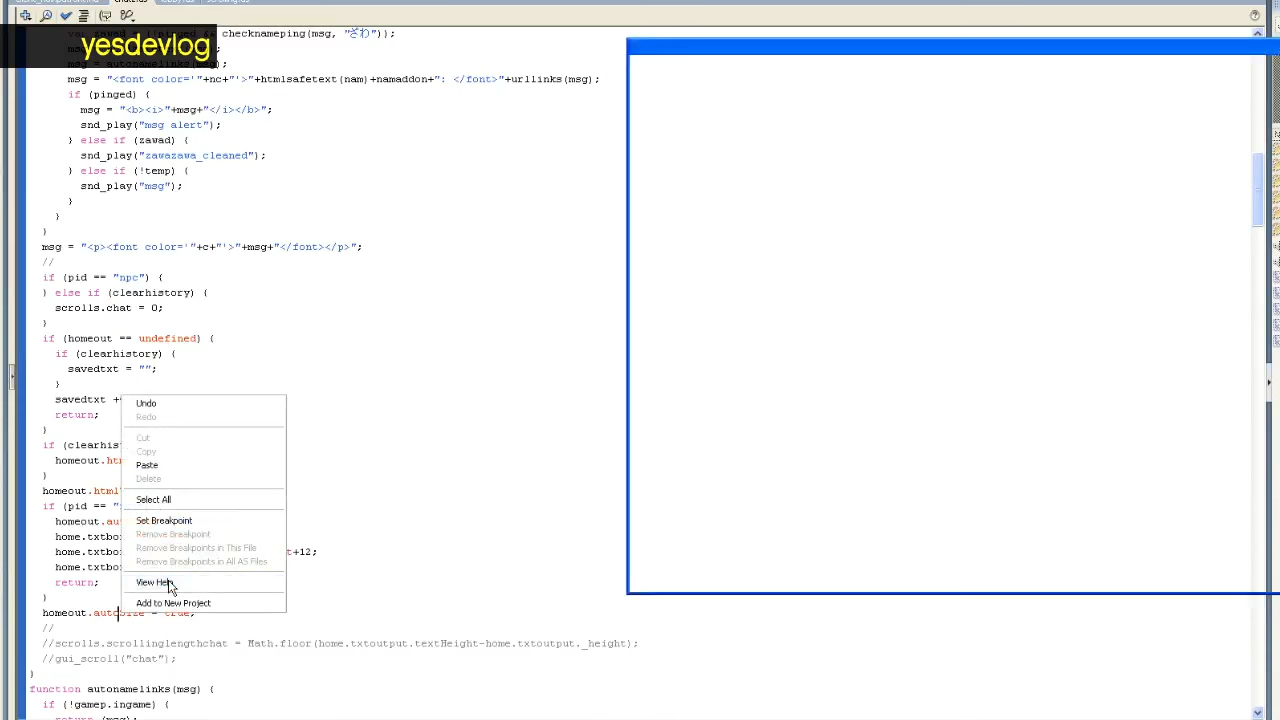 yesdevlog
checknameping(msg, "ざわ")};
msg = "<font color='"+nc+"'>"+htmlsafetext(nam)+namaddon+": </font>"+urllinks(msg);
if (pinged) {
msg = "<b><i>"+msg+"</i></b>";
snd_play("msg alert");
} else if (zawad) {
snd_play("zawazawa_cleaned");
} else if (!temp) {
snd_play("msg");
}
}
}
msg = "<p><font color='"+c+"'>"+msg+"</font></p>";
//
if (pid == "npc") {
} else if (clearhistory) {
scrolls.chat = 0;
}
if (homeout == undefined) {
if (clearhistory) {
savedtxt = "";
}
savedtxt +
return;
}
if (clearhis
homeout.ht
}
homeout.html
if (pid == "
homeout.au
home.txtbo
home.txtbo t+12;
home.txtbo
return;
}
homeout.autoSize = true;
//
//scrolls.scrollinglengthchat = Math.floor(home.txtoutput.textHeight-home.txtoutput._height);
//gui_scroll("chat");
}
function autonamelinks(msg) {
if (!gamep.ingame) {
return (msg);
Undo
Redo
Cut
Copy
Paste
Delete
Select All
Set Breakpoint
Remove Breakpoint
Remove Breakpoints in This File
Remove Breakpoints in All AS Files
View Help
Add to New Project